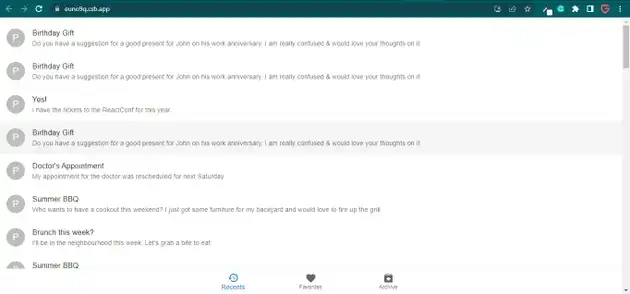 euno9q.csb.app
P
Birthday Gift
Do you have a suggestion for a good present for John on his work anniversary. I am really confused & would love your thoughts on it
P
Birthday Gift
Do you have a suggestion for a good present for John on his work anniversary. I am really confused & would love your thoughts on it
P
Yes!
I have the tickets to the ReactConf for this year.
P
Birthday Gift
Do you have a suggestion for a good present for John on his work anniversary. I am really confused & would love your thoughts on it
P
Doctor's Appointment
My appointment for the doctor was rescheduled for next Saturday
P
Summer BBQ
Who wants to have a cookout this weekend? I just got some furniture for my backyard and would love to fire up the grill
P
Brunch this week?
I'll be in the neighbourhood this week. Let's grab a bite to eat
Summer BBQ
Recents
Favorites
Archive